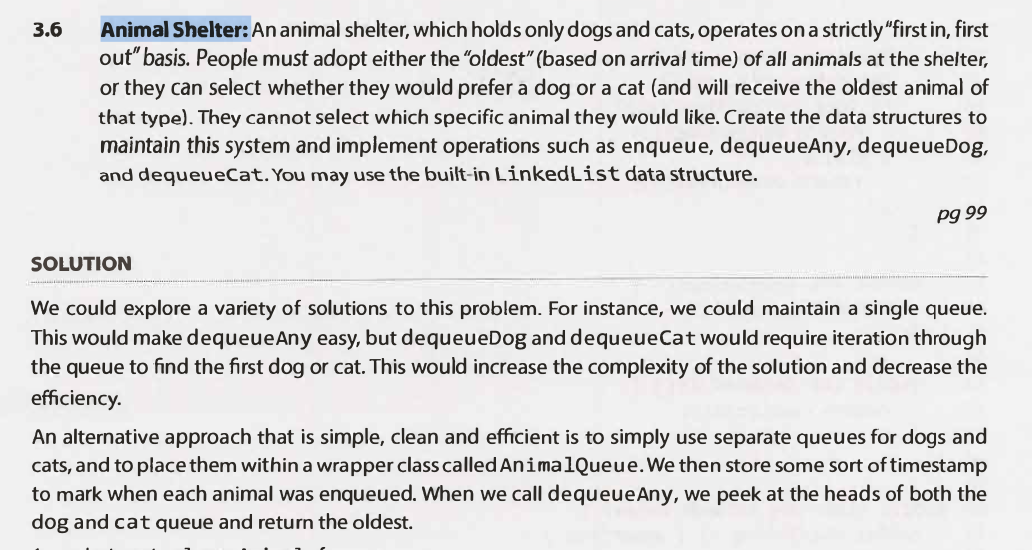 3.6 Animal Shelter: An animal shelter, which holds only dogs and cats, operates on a strictly "first in, first
out" basis. People must adopt either the "oldest" (based on arrival time) of all animals at the shelter,
or they can select whether they would prefer a dog or a cat (and will receive the oldest animal of
that type). They cannot select which specific animal they would like. Create the data structures to
maintain this system and implement operations such as enqueue, dequeueAny, dequeueDog,
and dequeueCat. You may use the built-in LinkedList data structure.
pg 99
SOLUTION
We could explore a variety of solutions to this problem. For instance, we could maintain a single queue.
This would make dequeueAny easy, but dequeueDog and dequeueCat would require iteration through
the queue to find the first dog or cat. This would increase the complexity of the solution and decrease the
efficiency.
An alternative approach that is simple, clean and efficient is to simply use separate queues for dogs and
cats, and to place them within a wrapper class called AnimalQueue. We then store some sort of timestamp
to mark when each animal was enqueued. When we call dequeueAny, we peek at the heads of both the
dog and cat queue and return the oldest.